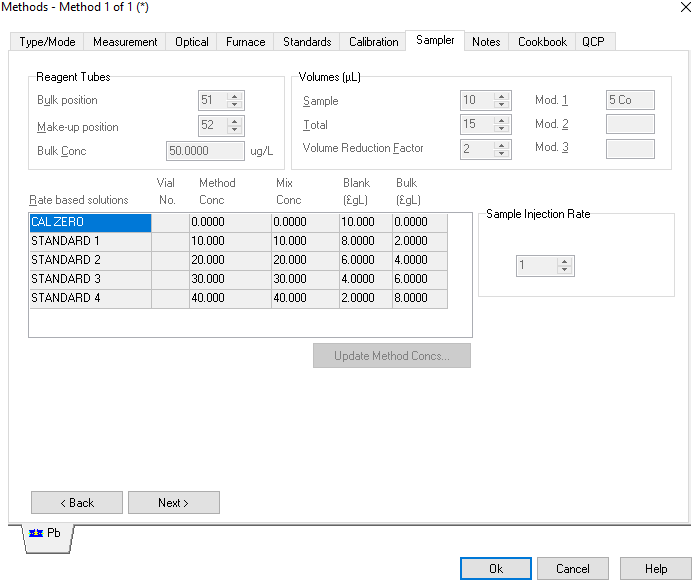 Methods - Method 1 of 1 (*)
Type/Mode Measurement Optical Furnace Standards Calibration Sampler Notes Cookbook QCP
Reagent Tubes
Bulk position 51
Make-up position 52
Bulk Conc 50.0000 ug/L
Volumes (µL)
Sample 10 Mod. 1 5 Co
Total 15 Mod. 2
Volume Reduction Factor 2 Mod. 3
Rate based solutions Vial No. Method Conc Mix Conc Blank (£gL) Bulk (£gL)
CAL ZERO 0.0000 0.0000 10.000 0.0000
STANDARD 1 10.000 10.000 8.0000 2.0000
STANDARD 2 20.000 20.000 6.0000 4.0000
STANDARD 3 30.000 30.000 4.0000 6.0000
STANDARD 4 40.000 40.000 2.0000 8.0000
Sample Injection Rate
1
Update Method Concs...
< Back Next >
Pb
Ok Cancel Help